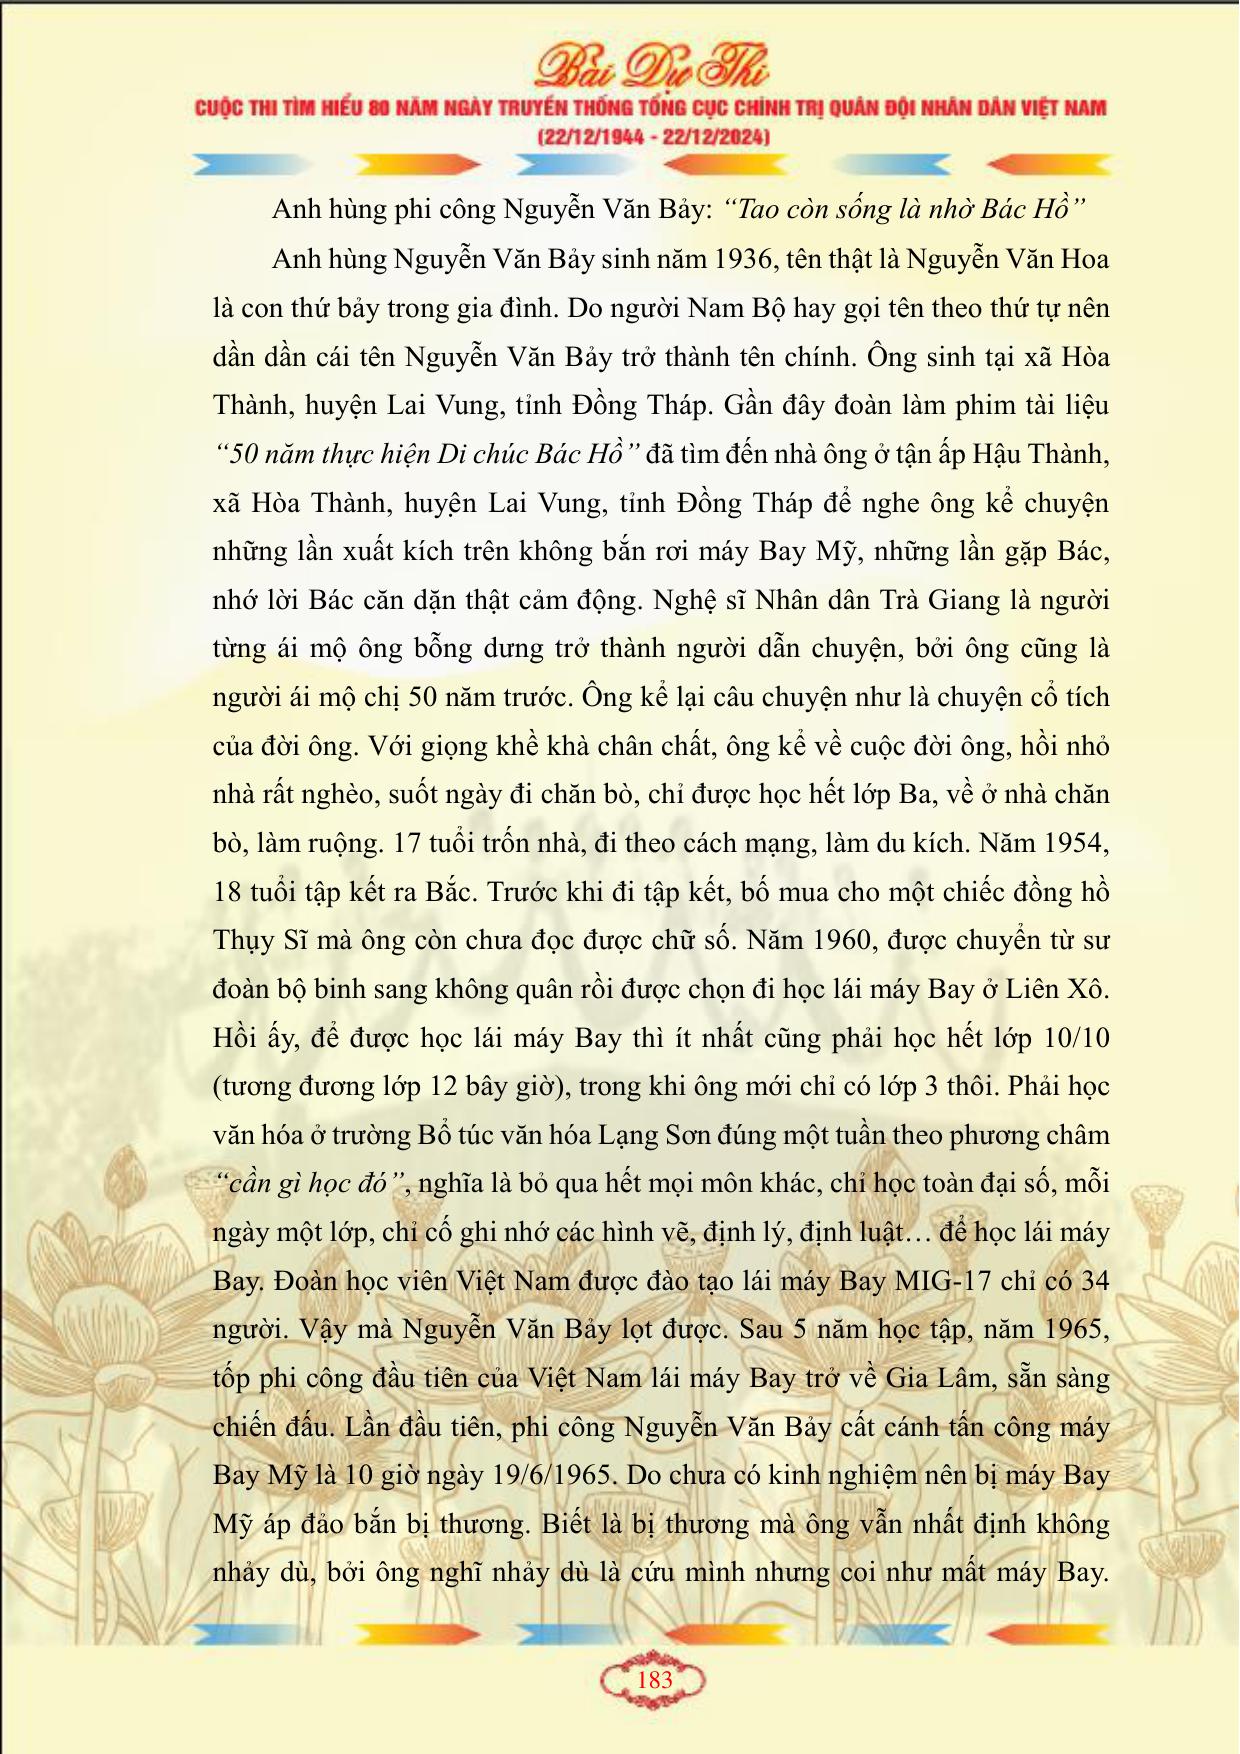 Bài Dự Thi
CUỘC THI TÌM HIỂU 80 NĂM NGÀY TRUYỀN THỐNG TỔNG CỤC CHÍNH TRỊ QUÂN ĐỘI NHÂN DÂN VIỆT NAM
(22/12/1944 - 22/12/2024)
Anh hùng phi công Nguyễn Văn Bảy: “Tao còn sống là nhờ Bác Hồ”
Anh hùng Nguyễn Văn Bảy sinh năm 1936, tên thật là Nguyễn Văn Hoa
là con thứ bảy trong gia đình. Do người Nam Bộ hay gọi tên theo thứ tự nên
dần dần cái tên Nguyễn Văn Bảy trở thành tên chính. Ông sinh tại xã Hòa
Thành, huyện Lai Vung, tỉnh Đồng Tháp. Gần đây đoàn làm phim tài liệu
“50 năm thực hiện Di chúc Bác Hồ” đã tìm đến nhà ông ở tận ấp Hậu Thành,
xã Hòa Thành, huyện Lai Vung, tỉnh Đồng Tháp để nghe ông kể chuyện
những lần xuất kích trên không bắn rơi máy Bay Mỹ, những lần gặp Bác,
nhớ lời Bác căn dặn thật cảm động. Nghệ sĩ Nhân dân Trà Giang là người
từng ái mộ ông bỗng dưng trở thành người dẫn chuyện, bởi ông cũng là
người ái mộ chị 50 năm trước. Ông kể lại câu chuyện như là chuyện cổ tích
của đời ông. Với giọng khề khà chân chất, ông kể về cuộc đời ông, hồi nhỏ
nhà rất nghèo, suốt ngày đi chăn bò, chỉ được học hết lớp Ba, về ở nhà chăn
bò, làm ruộng. 17 tuổi trốn nhà, đi theo cách mạng, làm du kích. Năm 1954,
18 tuổi tập kết ra Bắc. Trước khi đi tập kết, bố mua cho một chiếc đồng hồ
Thụy Sĩ mà ông còn chưa đọc được chữ số. Năm 1960, được chuyển từ sư
đoàn bộ binh sang không quân rồi được chọn đi học lái máy Bay ở Liên Xô.
Hồi ấy, để được học lái máy Bay thì ít nhất cũng phải học hết lớp 10/10
(tương đương lớp 12 bây giờ), trong khi ông mới chỉ có lớp 3 thôi. Phải học
văn hóa ở trường Bổ túc văn hóa Lạng Sơn đúng một tuần theo phương châm
“cần gì học đó”, nghĩa là bỏ qua hết mọi môn khác, chỉ học toàn đại số, mỗi
ngày một lớp, chỉ cố ghi nhớ các hình vẽ, định lý, định luật… để học lái máy
Bay. Đoàn học viên Việt Nam được đào tạo lái máy Bay MIG-17 chỉ có 34
người. Vậy mà Nguyễn Văn Bảy lọt được. Sau 5 năm học tập, năm 1965,
tốp phi công đầu tiên của Việt Nam lái máy Bay trở về Gia Lâm, sẵn sàng
chiến đấu. Lần đầu tiên, phi công Nguyễn Văn Bảy cất cánh tấn công máy
Bay Mỹ là 10 giờ ngày 19/6/1965. Do chưa có kinh nghiệm nên bị máy Bay
Mỹ áp đảo bắn bị thương. Biết là bị thương mà ông vẫn nhất định không
nhảy dù, bởi ông nghĩ nhảy dù là cứu mình nhưng coi như mất máy Bay.
183